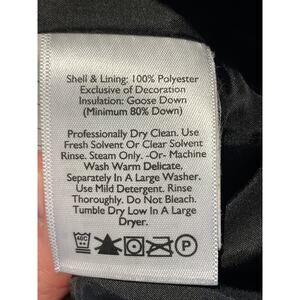 Shell & Lining: 100% Polyester
Exclusive of Decoration
Insulation: Goose Down
(Minimum 80% Down)
Professionally Dry Clean. Use
Fresh Solvent Or Clear Solvent
Rinse. Steam Only. -Or- Machine
Wash Warm Delicate,
Separately In A Large Washer.
Use Mild Detergent. Rinse
Thoroughly. Do Not Bleach.
Tumble Dry Low In A Large
Dryer.
40C P